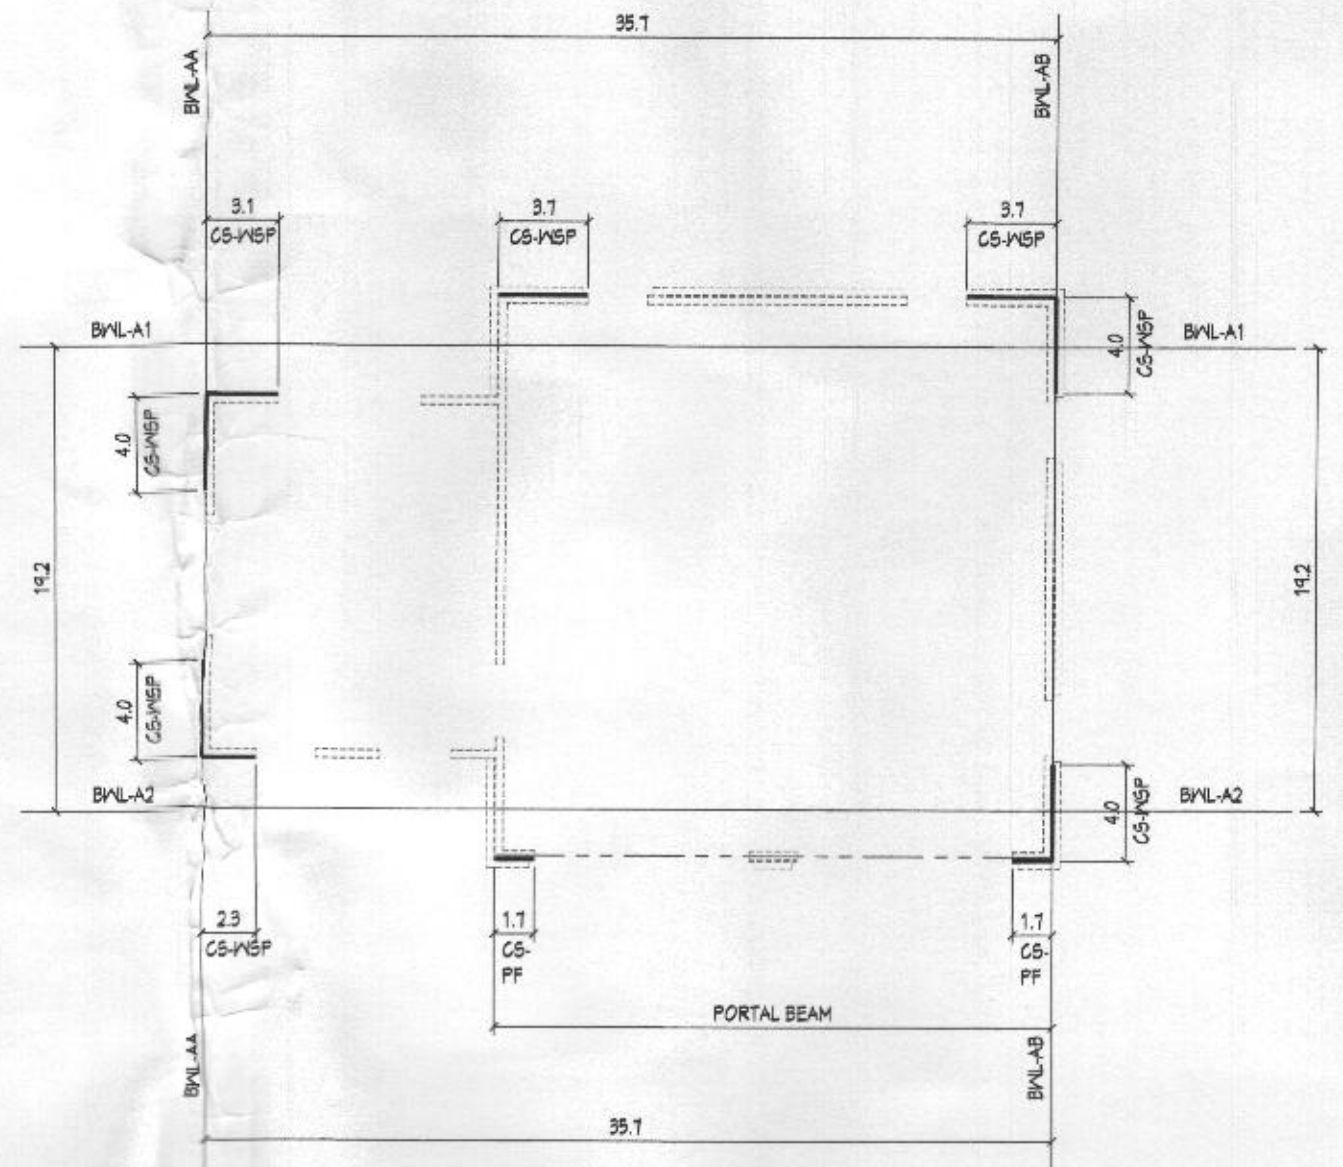 35.7
BWL-AA
BWL-AB
3.1
CS-WSP
3.7
CS-WSP
3.7
CS-WSP
BWL-A1
4.0
CS-WSP
BWL-A1
4.0
CS-WSP
19.2
19.2
4.0
CS-WSP
BWL-A2
4.0
CS-WSP
BWL-A2
2.3
CS-WSP
1.7
CS-
PF
1.7
CS-
PF
PORTAL BEAM
BWL-AA
BWL-AB
35.7